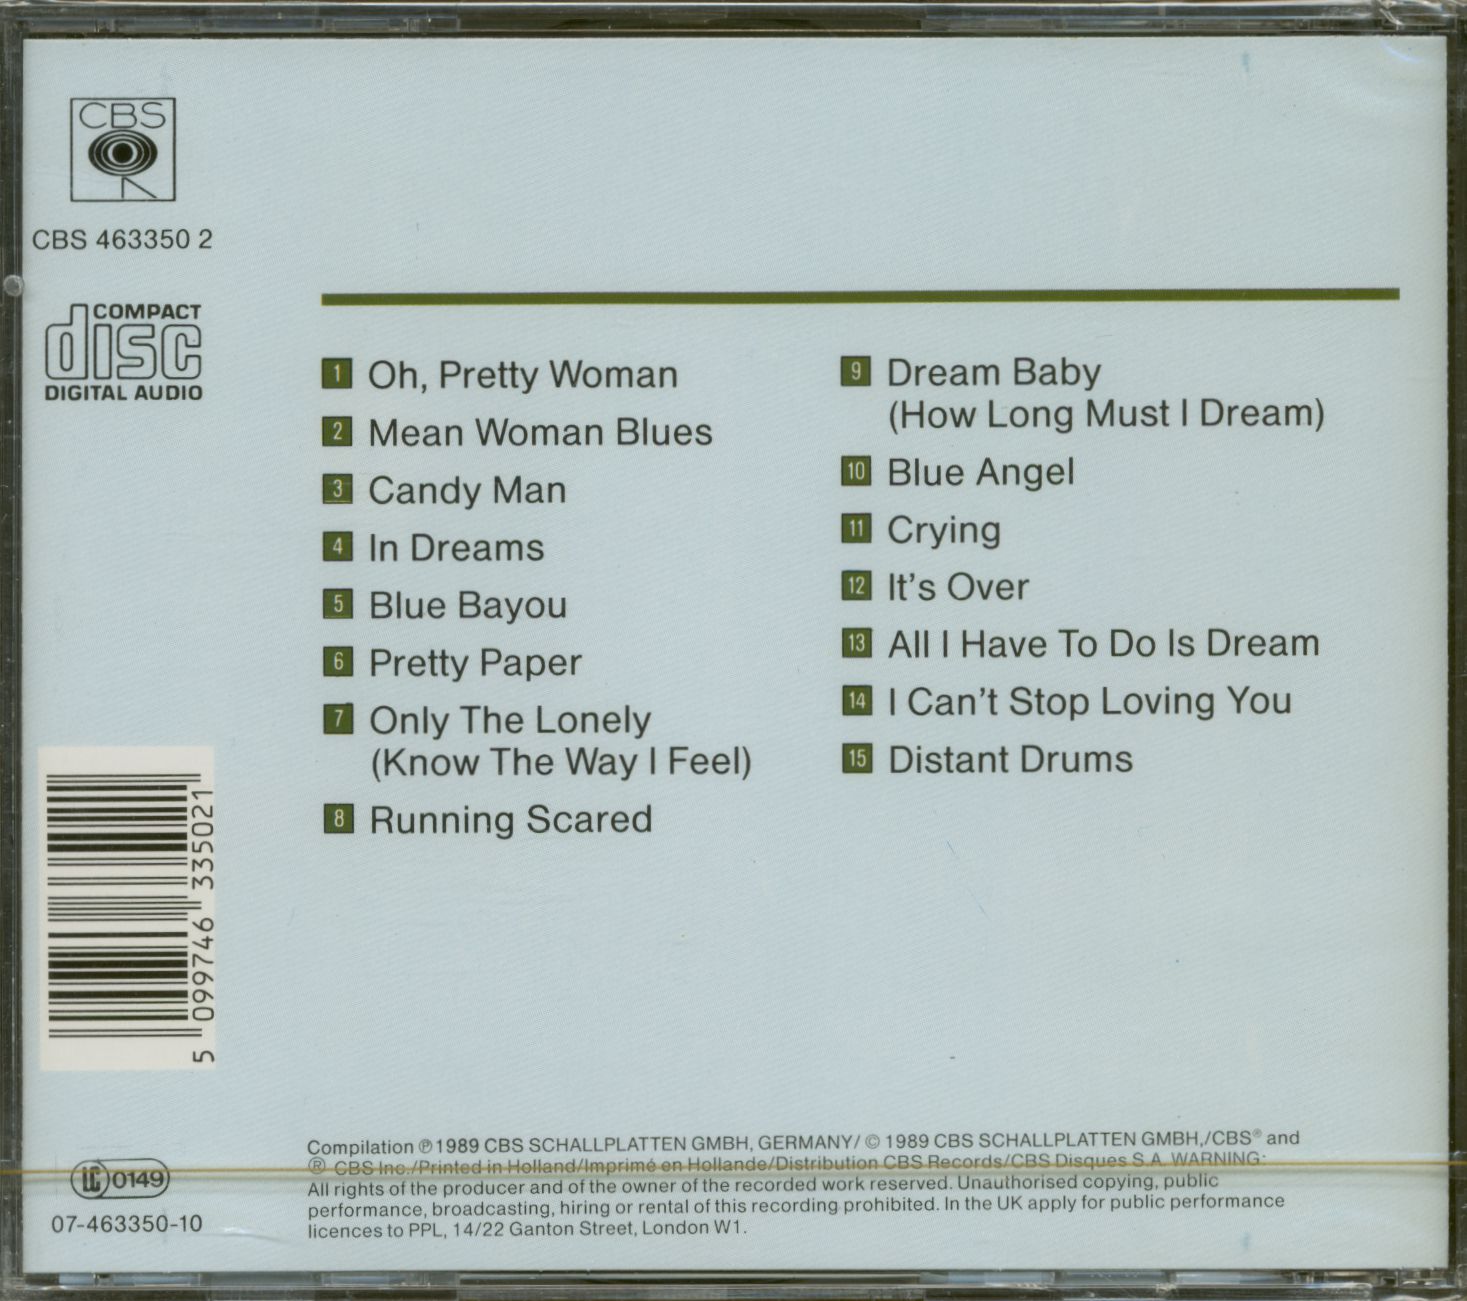 CBS
CBS 463350 2
COMPACT
disc
DIGITAL AUDIO
1 Oh, Pretty Woman
2 Mean Woman Blues
3 Candy Man
4 In Dreams
5 Blue Bayou
6 Pretty Paper
7 Only The Lonely
(Know The Way I Feel)
8 Running Scared
9 Dream Baby
(How Long Must I Dream)
10 Blue Angel
11 Crying
12 It's Over
13 All I Have To Do Is Dream
14 I Can't Stop Loving You
15 Distant Drums
5 099746 335021
LC 0149
07-463350-10
Compilation ℗ 1989 CBS SCHALLPLATTEN GMBH, GERMANY/ © 1989 CBS SCHALLPLATTEN GMBH,/CBS® and
® CBS Inc./Printed in Holland/Imprimé en Hollande/Distribution CBS Records/CBS Disques S.A. WARNING:
All rights of the producer and of the owner of the recorded work reserved. Unauthorised copying, public
performance, broadcasting, hiring or rental of this recording prohibited. In the UK apply for public performance
licences to PPL, 14/22 Ganton Street, London W1.